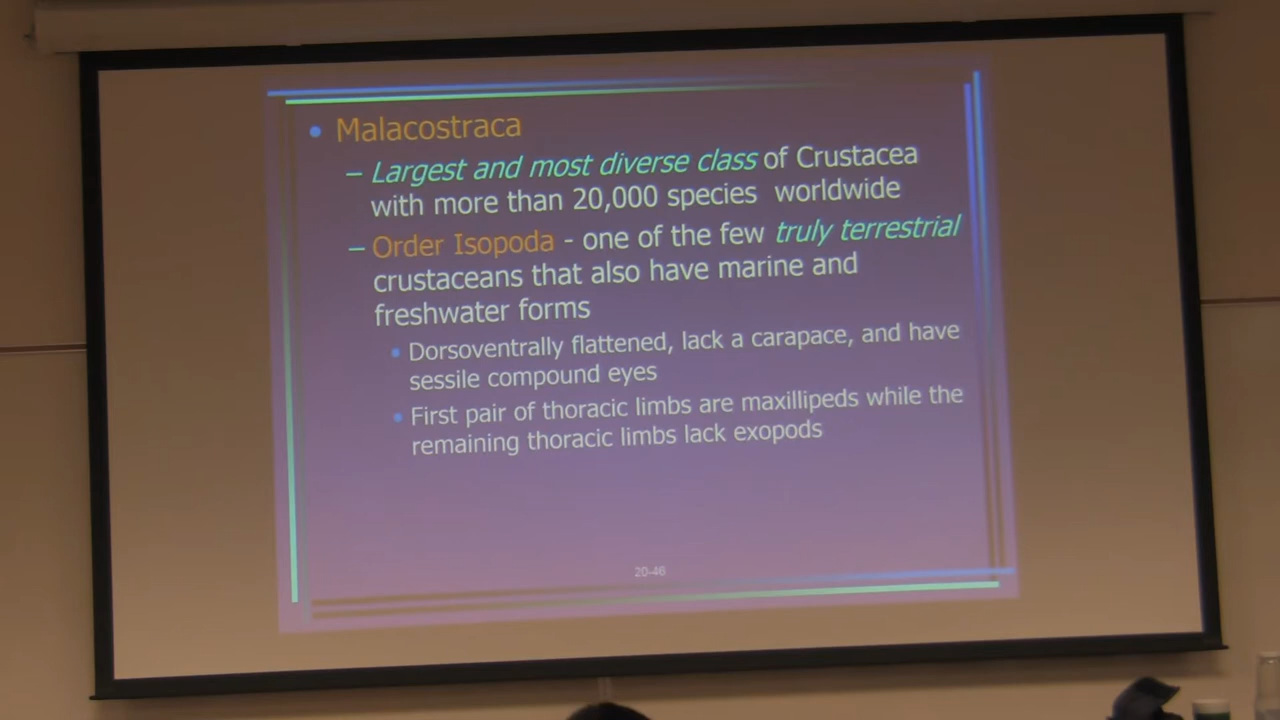 • Malacostraca
– Largest and most diverse class of Crustacea
with more than 20,000 species worldwide
– Order Isopoda - one of the few truly terrestrial
crustaceans that also have marine and
freshwater forms
• Dorsoventrally flattened, lack a carapace, and have
sessile compound eyes
• First pair of thoracic limbs are maxillipeds while the
remaining thoracic limbs lack exopods
20-46